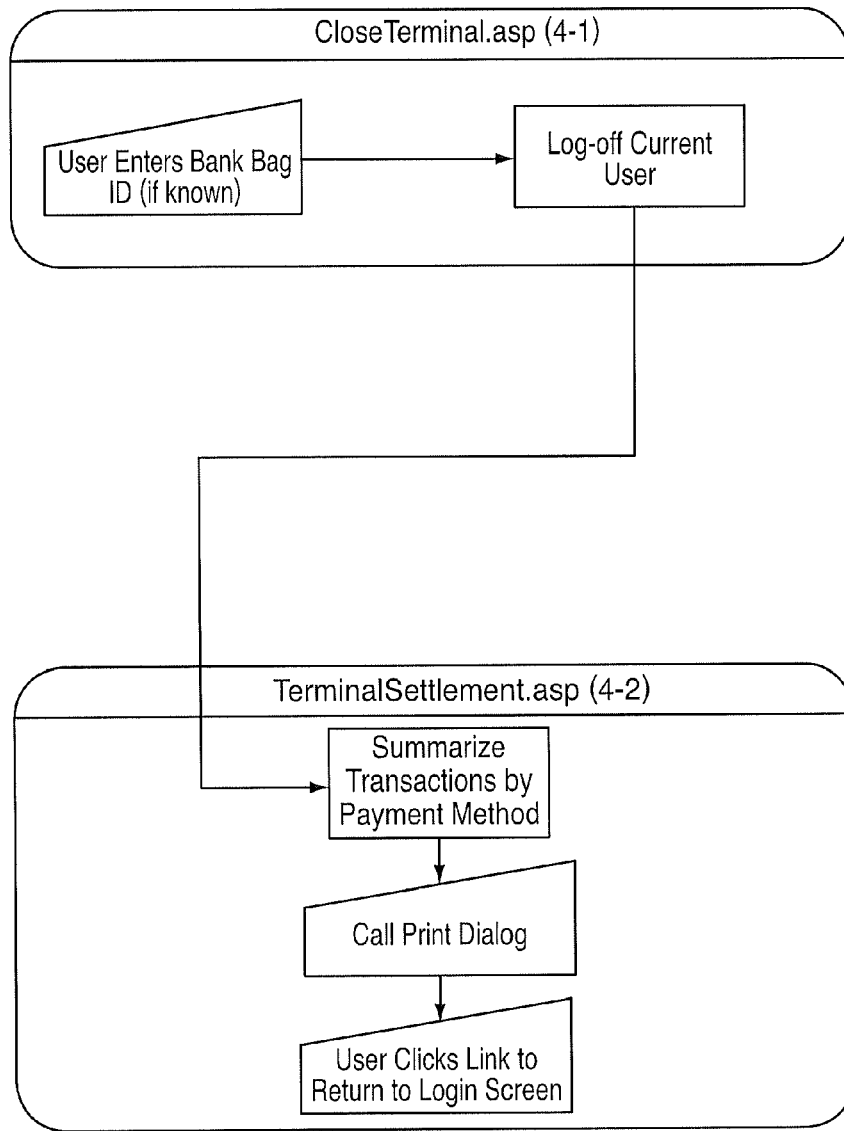 CloseTerminal.asp (4-1)
User Enters Bank Bag
ID (if known)
Log-off Current
User
TerminalSettlement.asp (4-2)
Summarize
Transactions by
Payment Method
Call Print Dialog
User Clicks Link to
Return to Login Screen